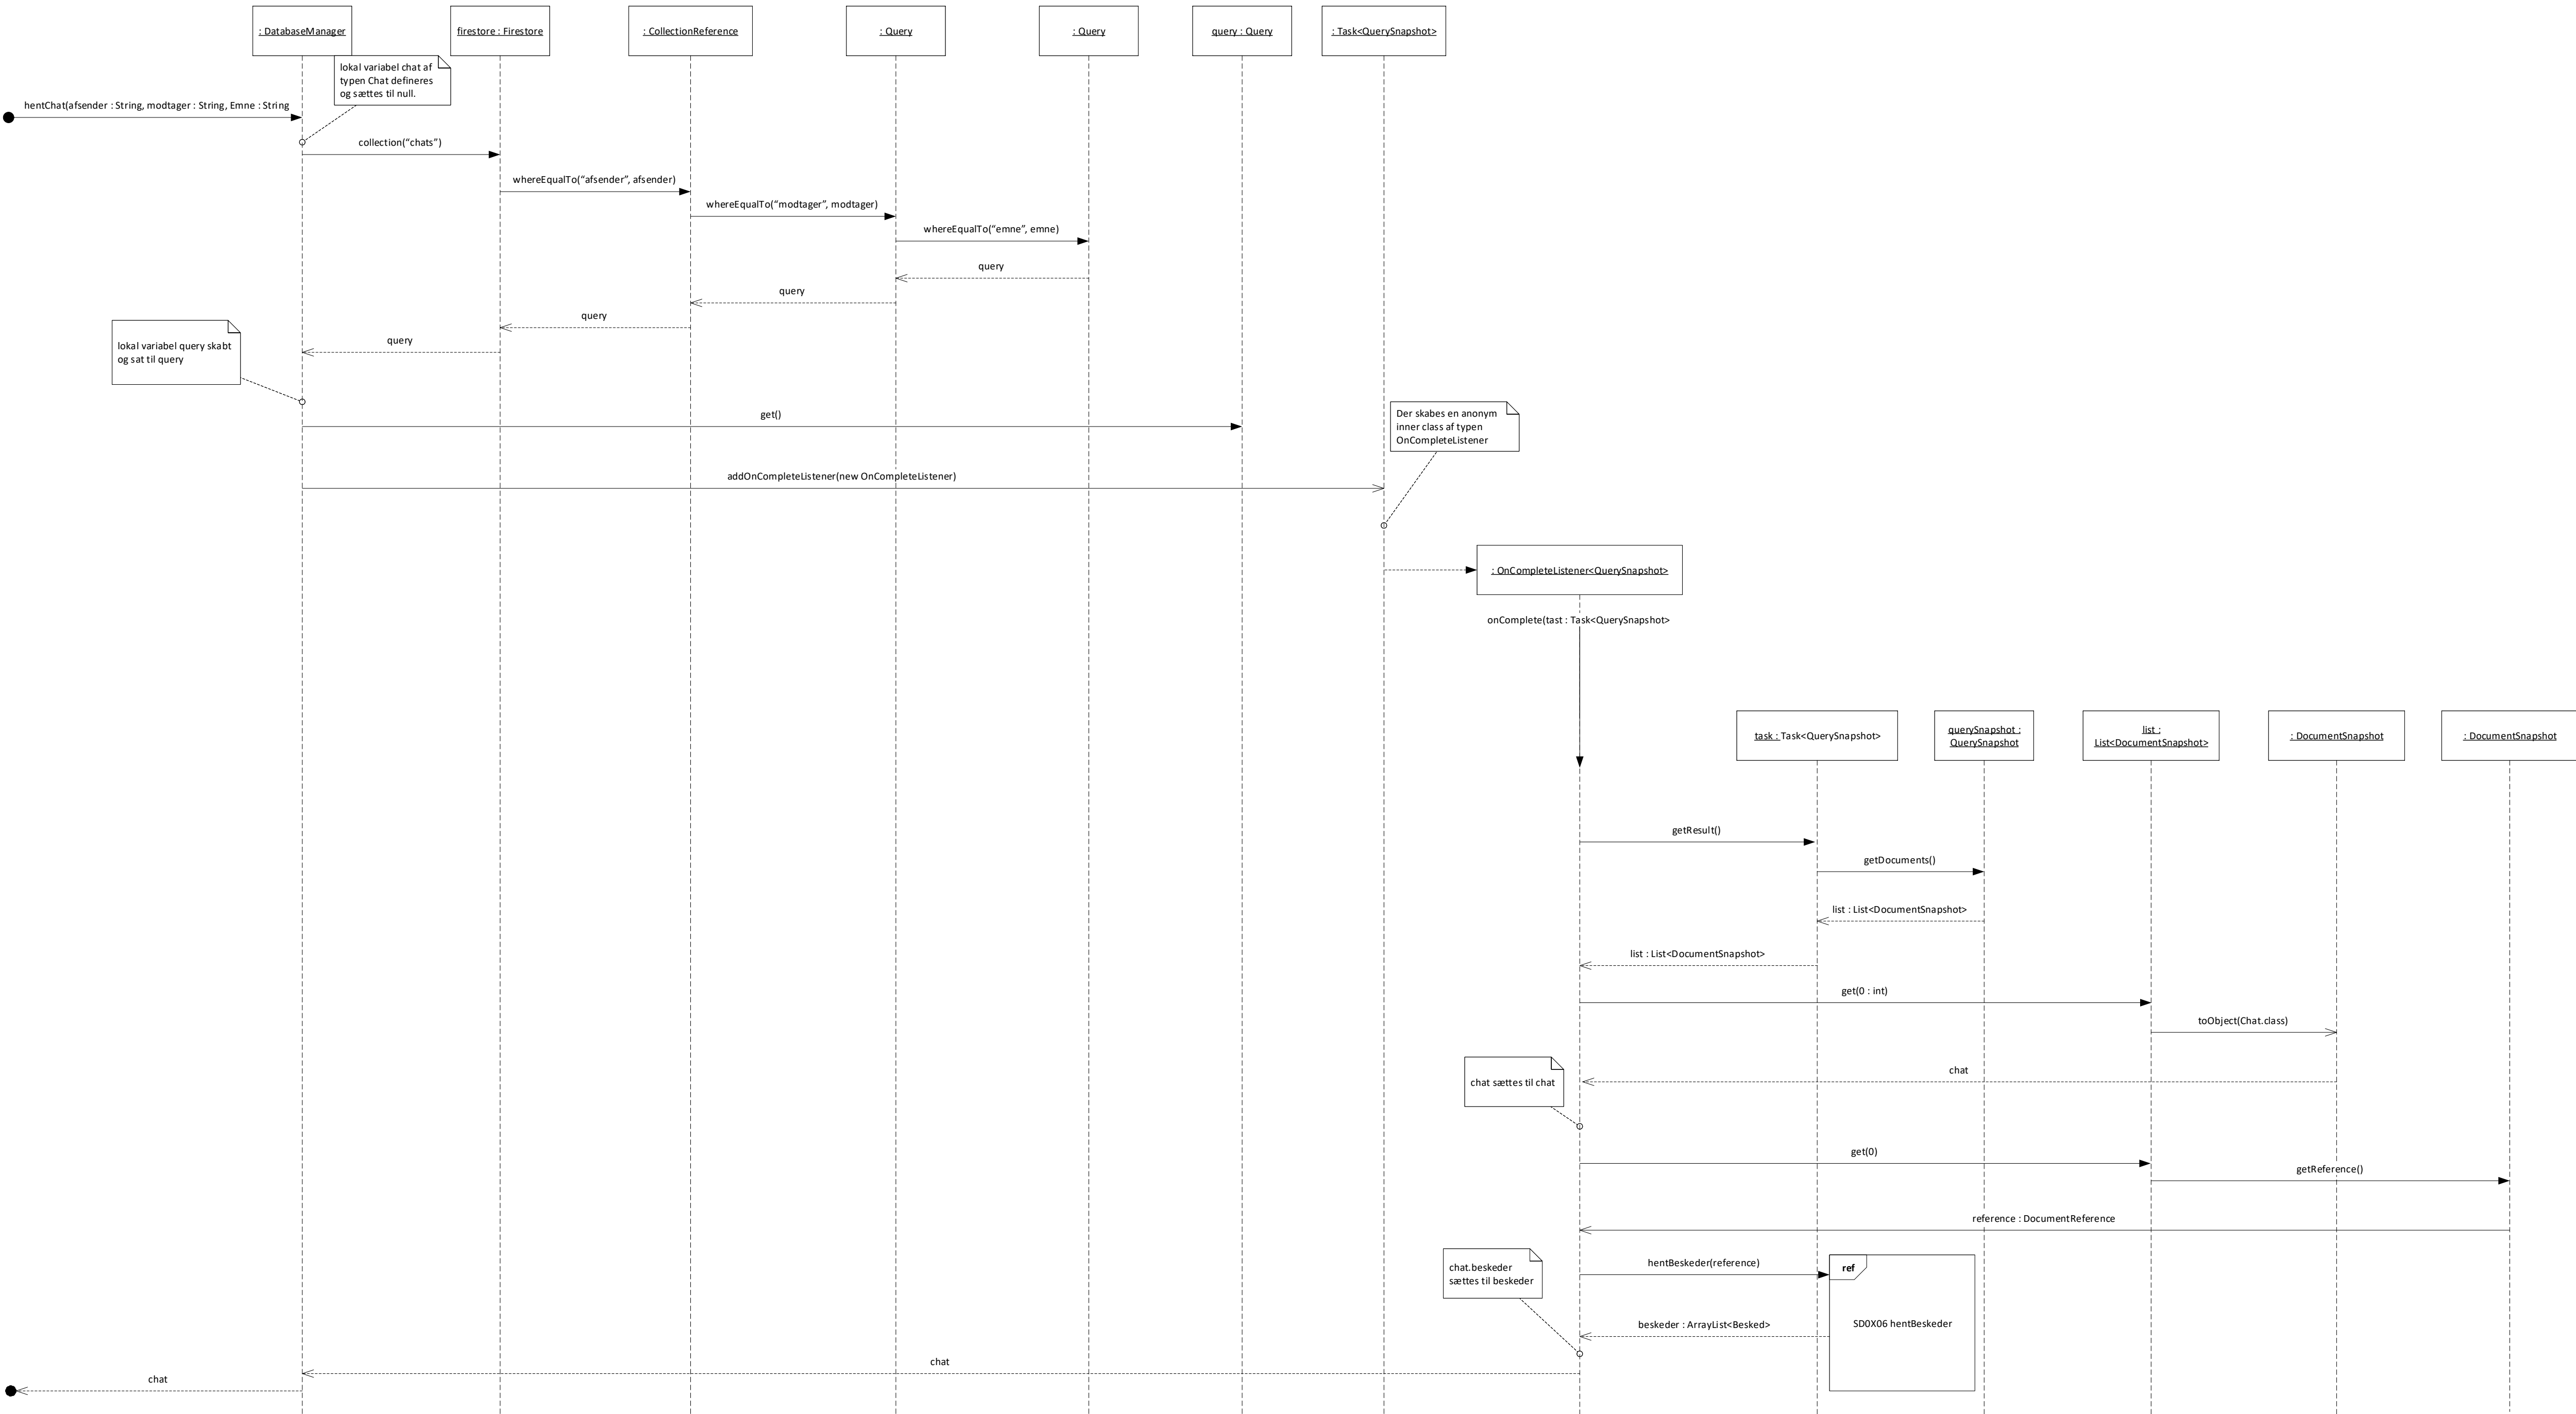 : DatabaseManager
firestore : Firestore
: CollectionReference
: Query
: Query
query : Query
: Task<QuerySnapshot>
lokal variabel chat af
typen Chat defineres
og sættes til null.
hentChat(afsender : String, modtager : String, Emne : String
collection(“chats”)
whereEqualTo(“afsender”, afsender)
whereEqualTo(“modtager”, modtager)
whereEqualTo(“emne”, emne)
query
query
query
query
lokal variabel query skabt
og sat til query
get()
Der skabes en anonym
inner class af typen
OnCompleteListener
addOnCompleteListener(new OnCompleteListener)
: OnCompleteListener<QuerySnapshot>
onComplete(tast : Task<QuerySnapshot>
task : Task<QuerySnapshot>
querySnapshot :
QuerySnapshot
list :
List<DocumentSnapshot>
: DocumentSnapshot
: DocumentSnapshot
getResult()
getDocuments()
list : List<DocumentSnapshot>
list : List<DocumentSnapshot>
get(0 : int)
toObject(Chat.class)
chat
chat sættes til chat
get(0)
getReference()
reference : DocumentReference
chat.beskeder
sættes til beskeder
hentBeskeder(reference)
ref
SD0X06 hentBeskeder
beskeder : ArrayList<Besked>
chat
chat